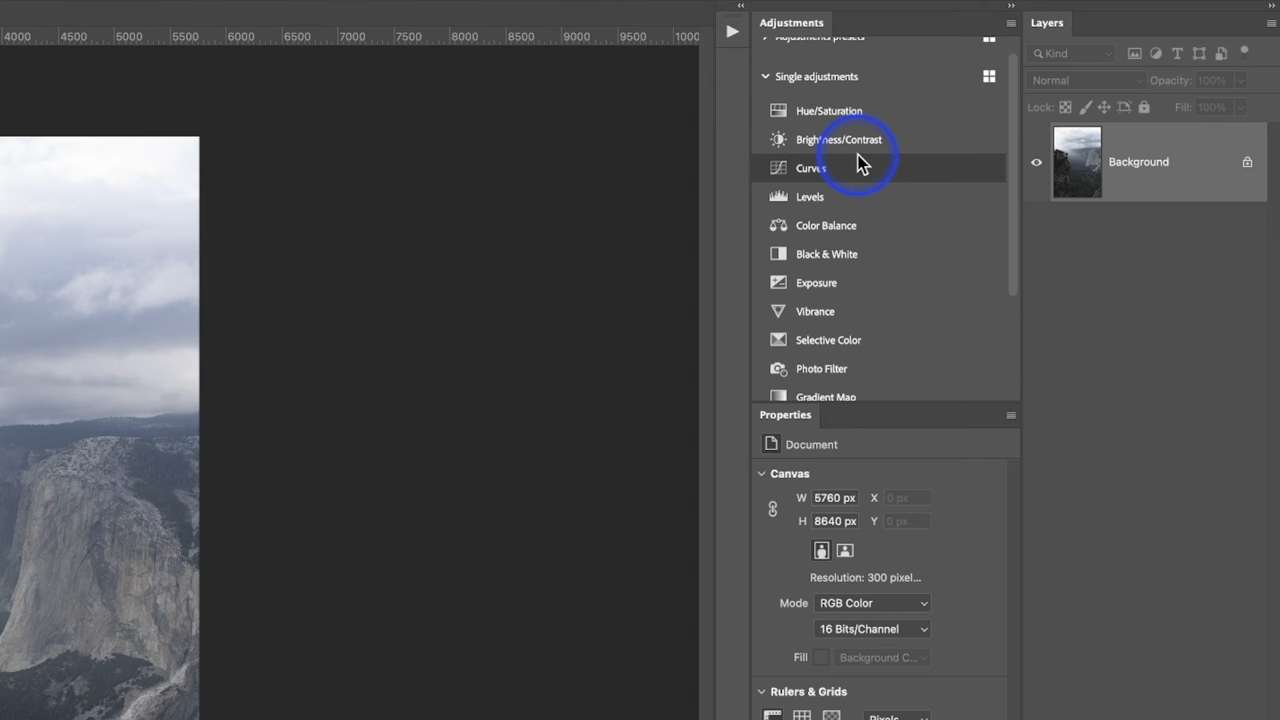 4000 4500 5000 5500 6000 6500 7000 7500 8000 8500 9000 9500 1000
Adjustments
Adjustments presets
Single adjustments
Hue/Saturation
Brightness/Contrast
Curves
Levels
Color Balance
Black & White
Exposure
Vibrance
Selective Color
Photo Filter
Gradient Map
Properties
Document
Canvas
W 5760 px X 0 px
H 8640 px Y 0 px
Resolution: 300 pixel...
Mode RGB Color
16 Bits/Channel
Fill Background C...
Rulers & Grids
Pixels
Layers
Kind
Normal Opacity: 100%
Lock: Fill: 100%
Background